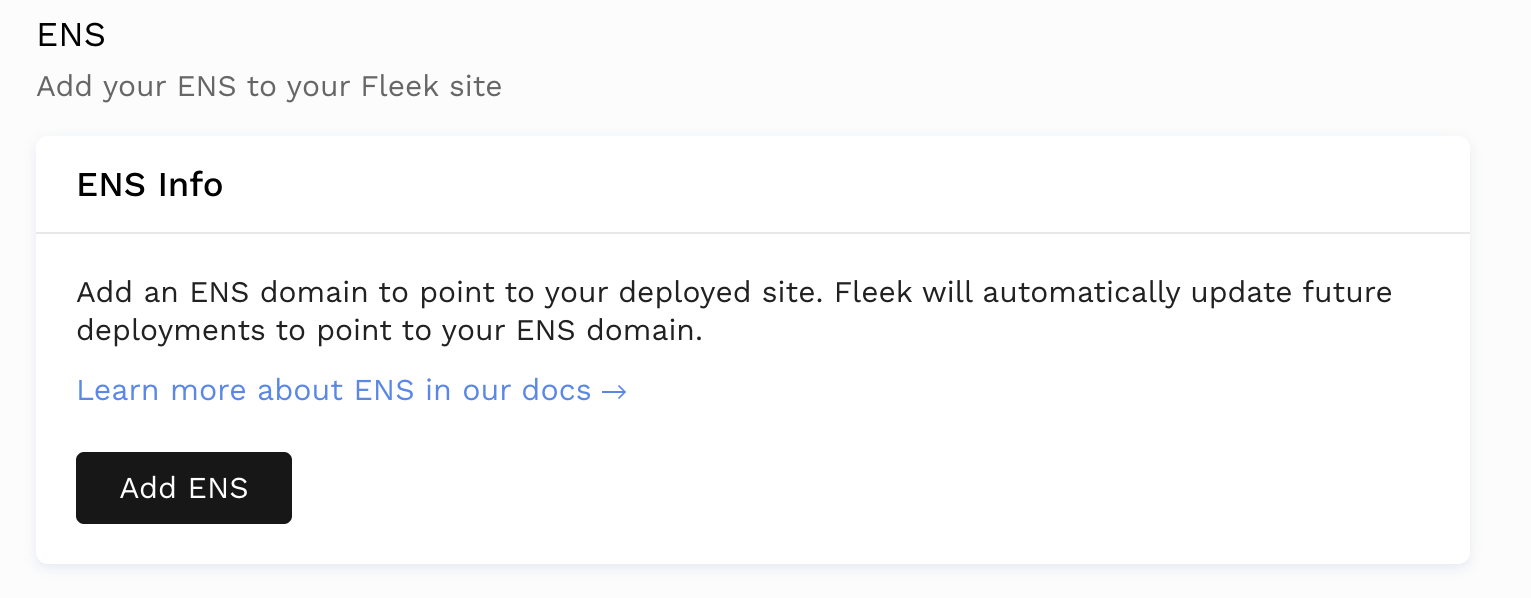 ENS
Add your ENS to your Fleek site
ENS Info
Add an ENS domain to point to your deployed site. Fleek will automatically update future
deployments to point to your ENS domain.
Learn more about ENS in our docs →
Add ENS